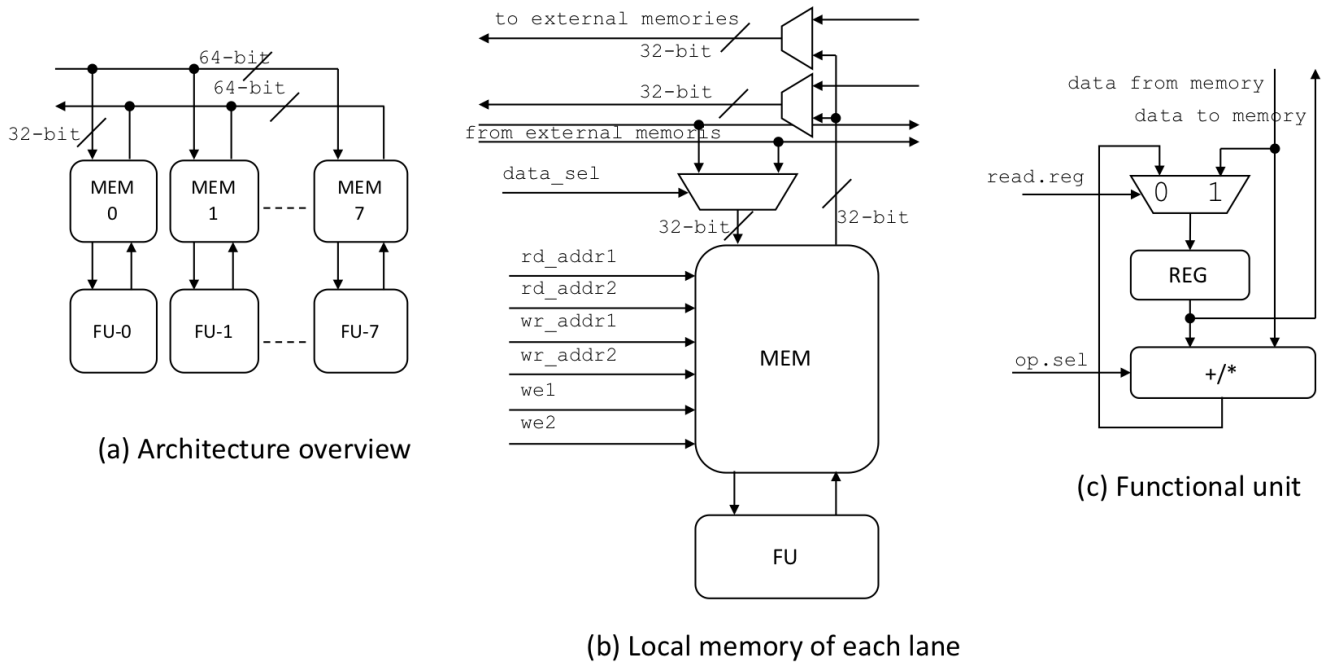 64-bit
64-bit
32-bit
MEM
0
MEM
1
MEM
7
FU-0
FU-1
FU-7
(a) Architecture overview
to external memories
32-bit
32-bit
from external memoris
data_sel
32-bit
32-bit
rd_addr1
rd_addr2
wr_addr1
wr_addr2
we1
we2
MEM
FU
(b) Local memory of each lane
data from memory
data to memory
read.reg
0 1
REG
op.sel
+/*
(c) Functional unit